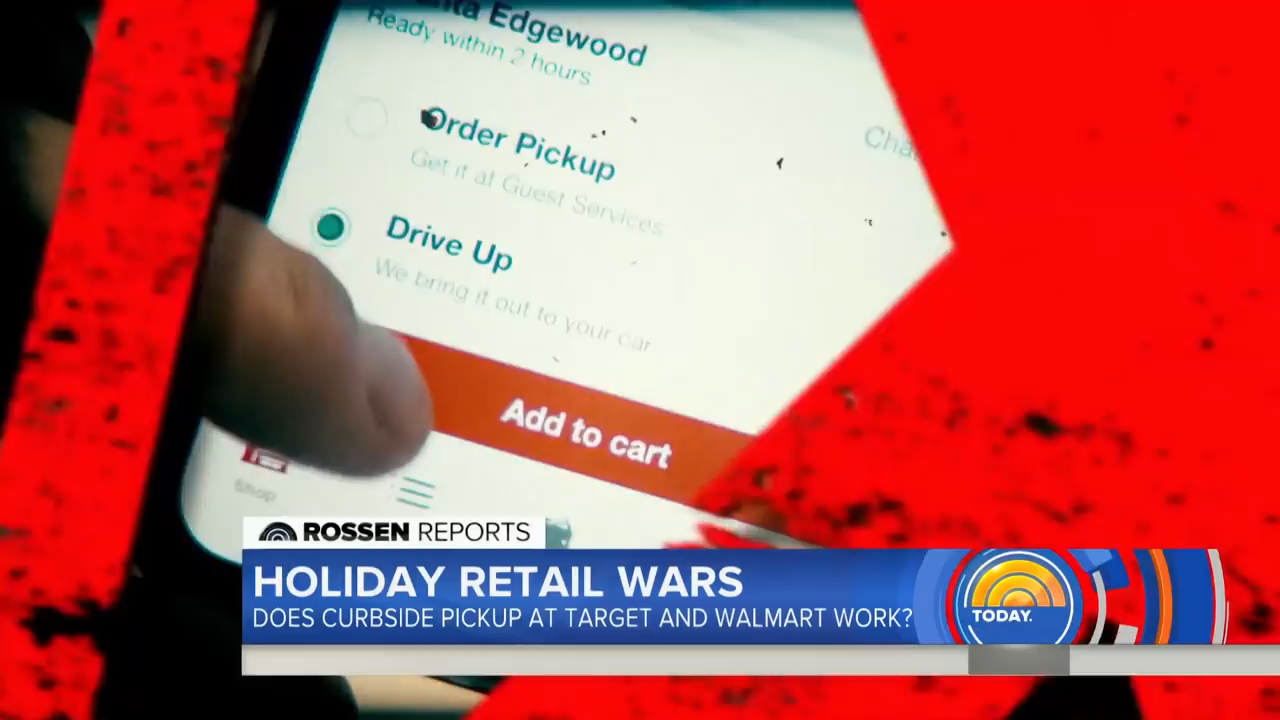 Edgewood
Ready within 2 hours
Order Pickup
Get it at Guest Services
Drive Up
We bring it out to your car
Add to cart
Shop
ROSSEN REPORTS
HOLIDAY RETAIL WARS
DOES CURBSIDE PICKUP AT TARGET AND WALMART WORK?
TODAY.